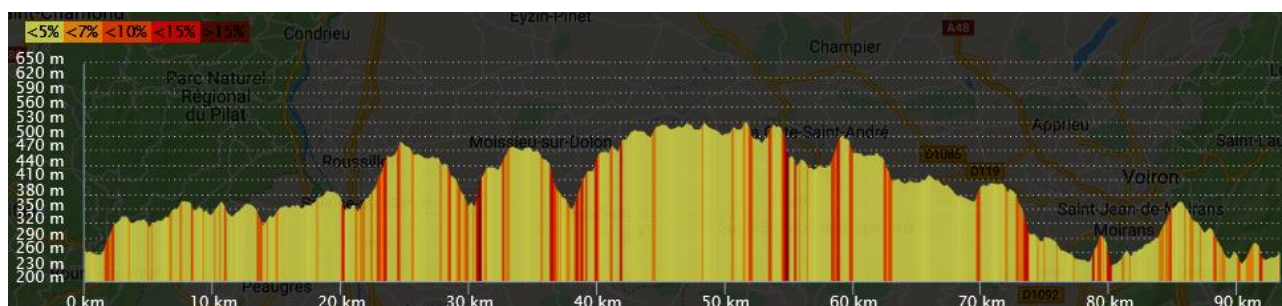 Saint-Chamond
Eyzin-Pinet
<5% <7% <10% <15% >15%
Condrieu
A48
Champier
650 m
620 m
Parc Naturel
590 m
Régional
560 m
du Pilat
530 m
Apprieu
500 m
Moissieu-sur-Dolon
Côte-Saint-André
470 m
D1085
440 m
Roussillon
D119
410 m
Voiron
380 m
350 m
Saint-Jean-de-Moirans
320 m
Moirans
290 m
260 m
230 m
200 m
Peaugres
D1092
0 km 10 km 20 km 30 km 40 km 50 km 60 km 70 km 80 km 90 km